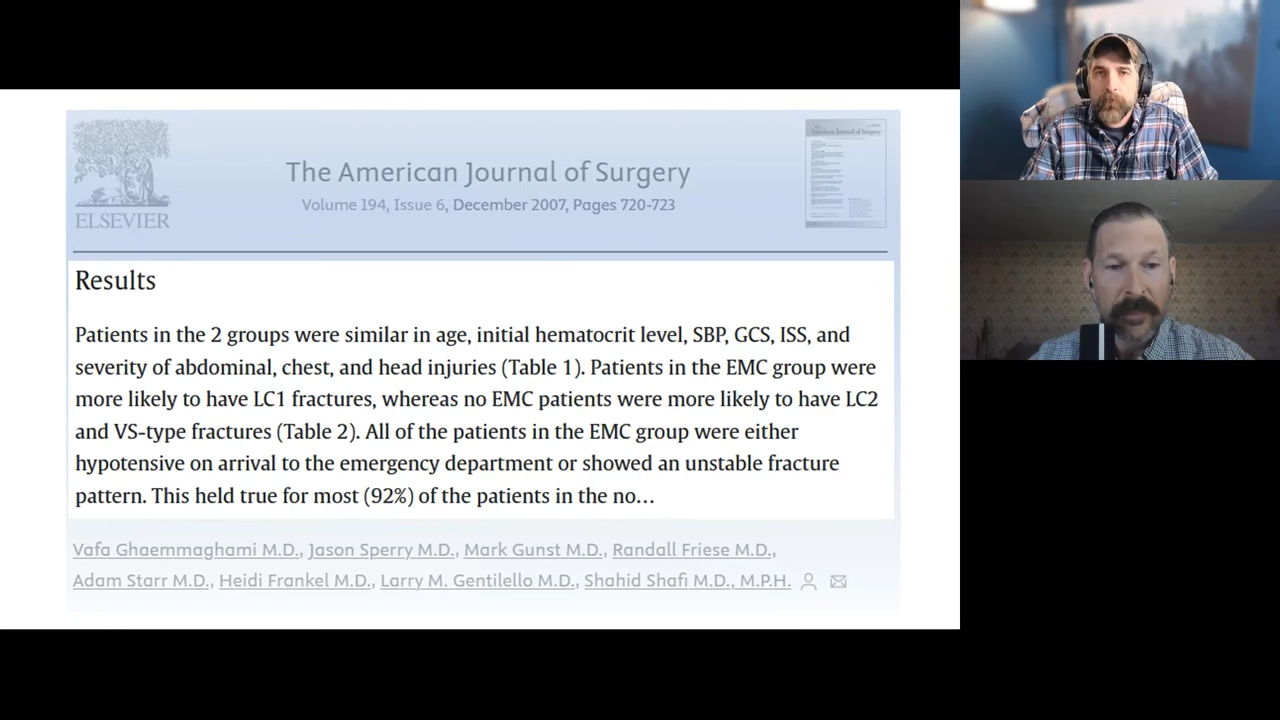 ELSEVIER
The American Journal of Surgery
Volume 194, Issue 6, December 2007, Pages 720-723
American Journal of Surgery
Results
Patients in the 2 groups were similar in age, initial hematocrit level, SBP, GCS, ISS, and
severity of abdominal, chest, and head injuries (Table 1). Patients in the EMC group were
more likely to have LC1 fractures, whereas no EMC patients were more likely to have LC2
and VS-type fractures (Table 2). All of the patients in the EMC group were either
hypotensive on arrival to the emergency department or showed an unstable fracture
pattern. This held true for most (92%) of the patients in the no…
Vafa Ghaemmaghami M.D., Jason Sperry M.D., Mark Gunst M.D., Randall Friese M.D.,
Adam Starr M.D., Heidi Frankel M.D., Larry M. Gentilello M.D., Shahid Shafi M.D., M.P.H.